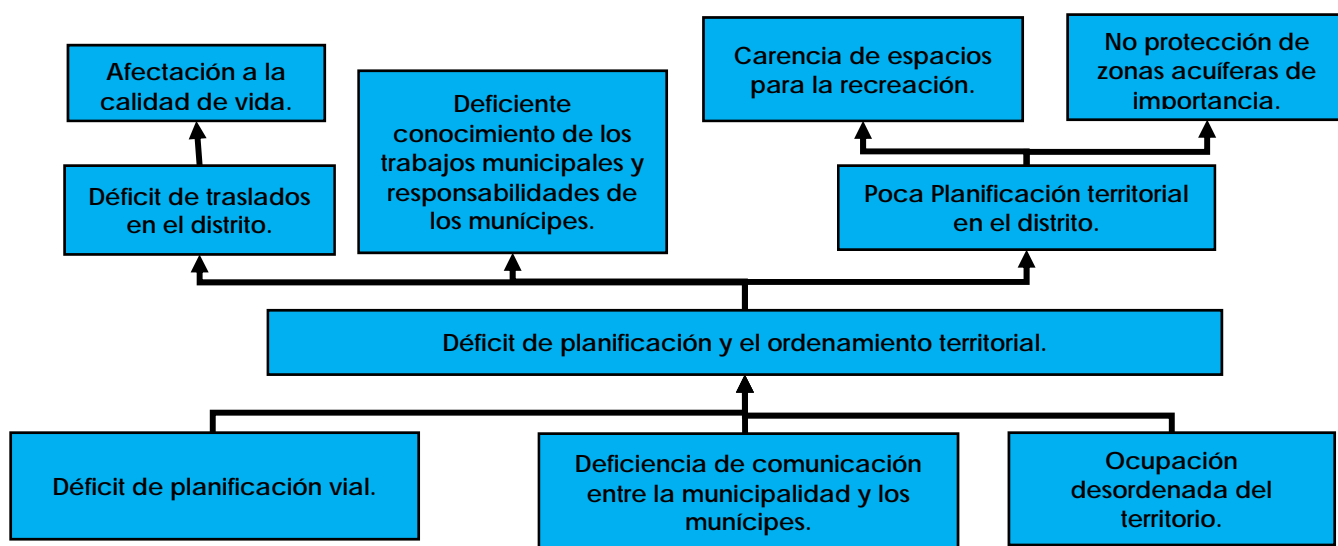 Afectación a la
calidad de vida.
Deficiente
conocimiento de los
trabajos municipales y
responsabilidades de
los munícipes.
Carencia de espacios
para la recreación.
No protección de
zonas acuíferas de
importancia.
Déficit de traslados
en el distrito.
Poca Planificación territorial
en el distrito.
Déficit de planificación y el ordenamiento territorial.
Déficit de planificación vial.
Deficiencia de comunicación
entre la municipalidad y los
munícipes.
Ocupación
desordenada del
territorio.